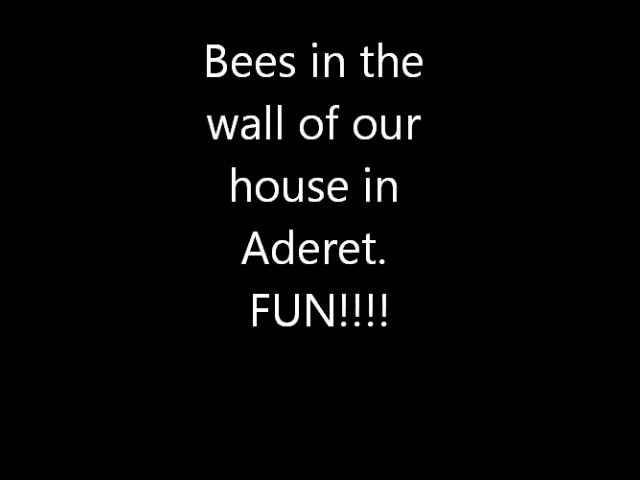 Bees in the
wall of our
house in
Aderet.
FUN!!!!